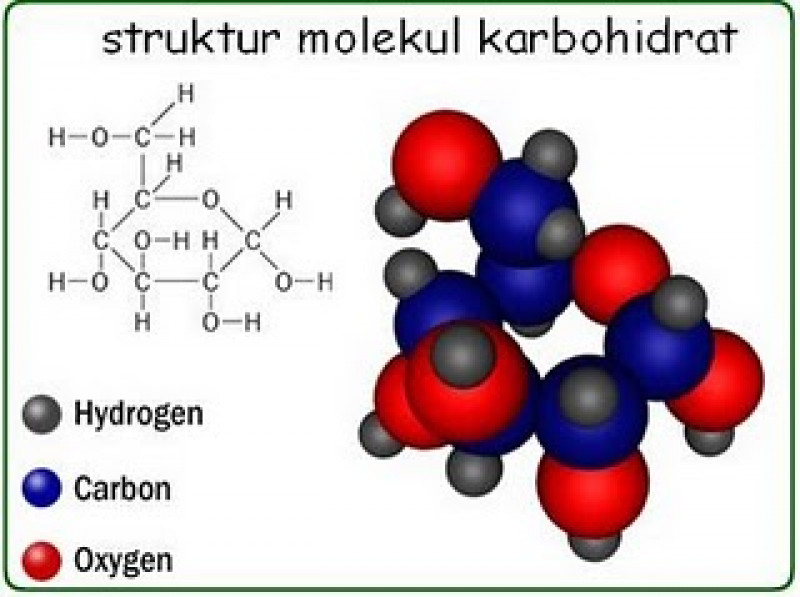 struktur molekul karbohidrat
H
H-O-C-H
H
H C O H
C O-H H C
H-O C C O-H
H O-H
Hydrogen
Carbon
Oxygen